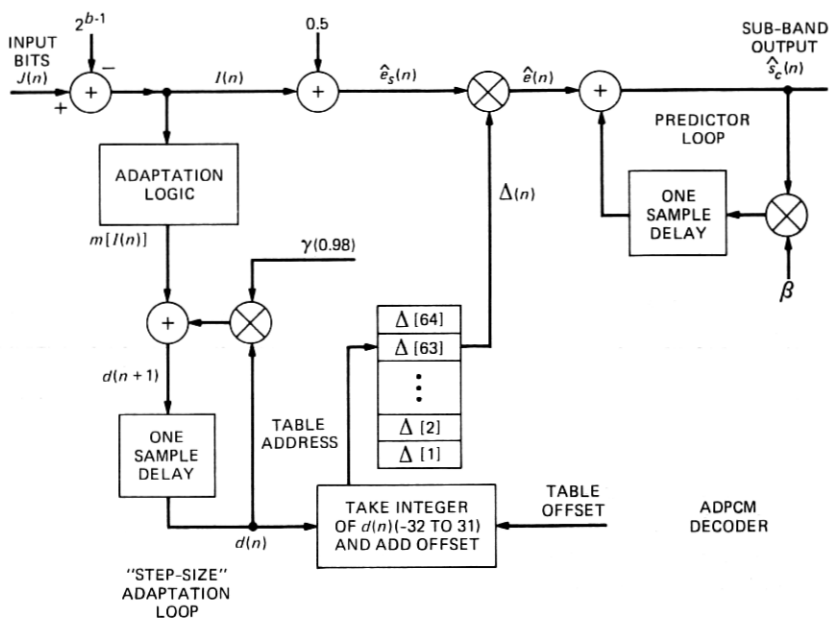 2^{b-1}
INPUT
BITS
J(n)
+
−
+
I(n)
0.5
+
ê_s(n)
ê(n)
+
SUB-BAND
OUTPUT
ŝ_c(n)
PREDICTOR
LOOP
ONE
SAMPLE
DELAY
β
ADAPTATION
LOGIC
m[I(n)]
Δ(n)
γ(0.98)
+
d(n+1)
ONE
SAMPLE
DELAY
TABLE
ADDRESS
Δ [64]
Δ [63]
⋮
Δ [2]
Δ [1]
d(n)
TAKE INTEGER
OF d(n)(-32 TO 31)
AND ADD OFFSET
TABLE
OFFSET
ADPCM
DECODER
"STEP-SIZE"
ADAPTATION
LOOP